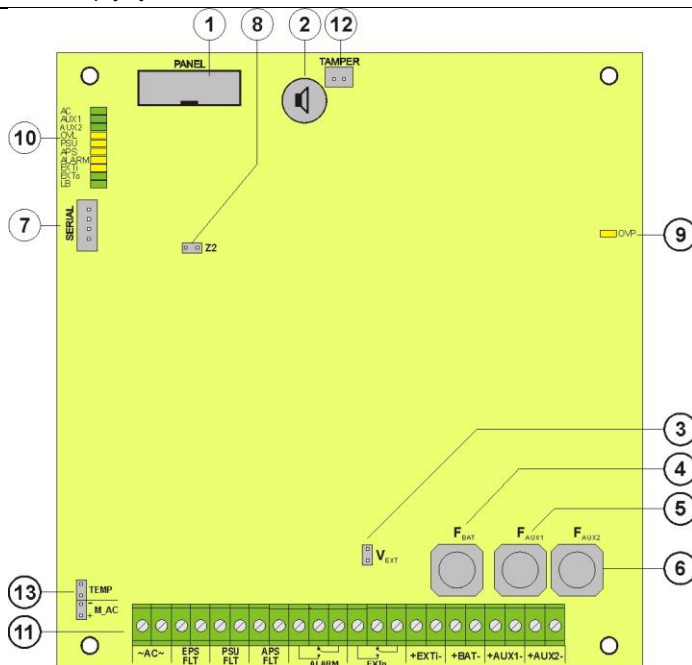 1
8
2
12
PANEL
TAMPER
AC
AUX1
AUX2
OVL
PSU
APS
ALARM
EXTi
EXTo
LB
10
7
SERIAL
Z2
OVP
9
3
4
5
6
VEXT
FBAT
FAUX1
FAUX2
13
TEMP
M_AC
- +
11
~AC~
EPS FLT
PSU FLT
APS FLT
ALARM
EXTo
+EXTi-
+BAT-
+AUX1-
+AUX2-